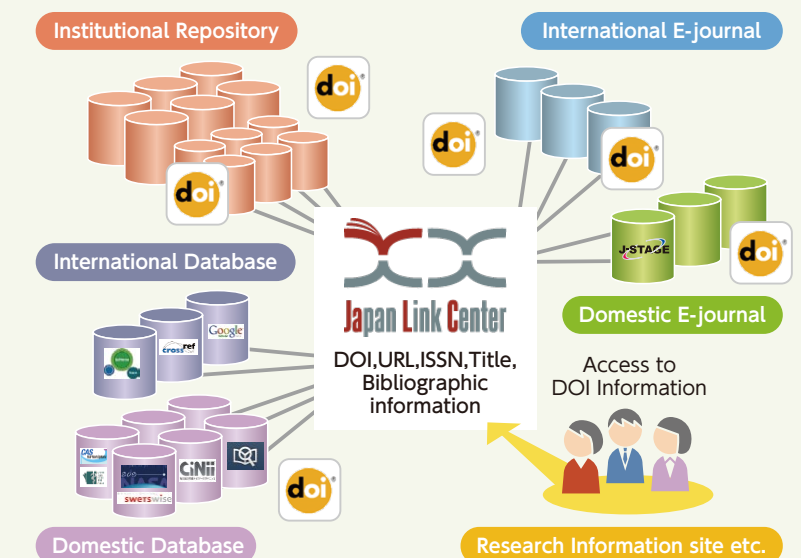 Institutional Repository
International E-journal
doi
doi
doi
doi
J-STAGE
doi
International Database
Domestic E-journal
Google
crossref
Japan Link Center
DOI,URL,ISSN,Title,
Bibliographic
information
Access to
DOI Information
CAS
CiNii
swetswise
doi
Domestic Database
Research Information site etc.